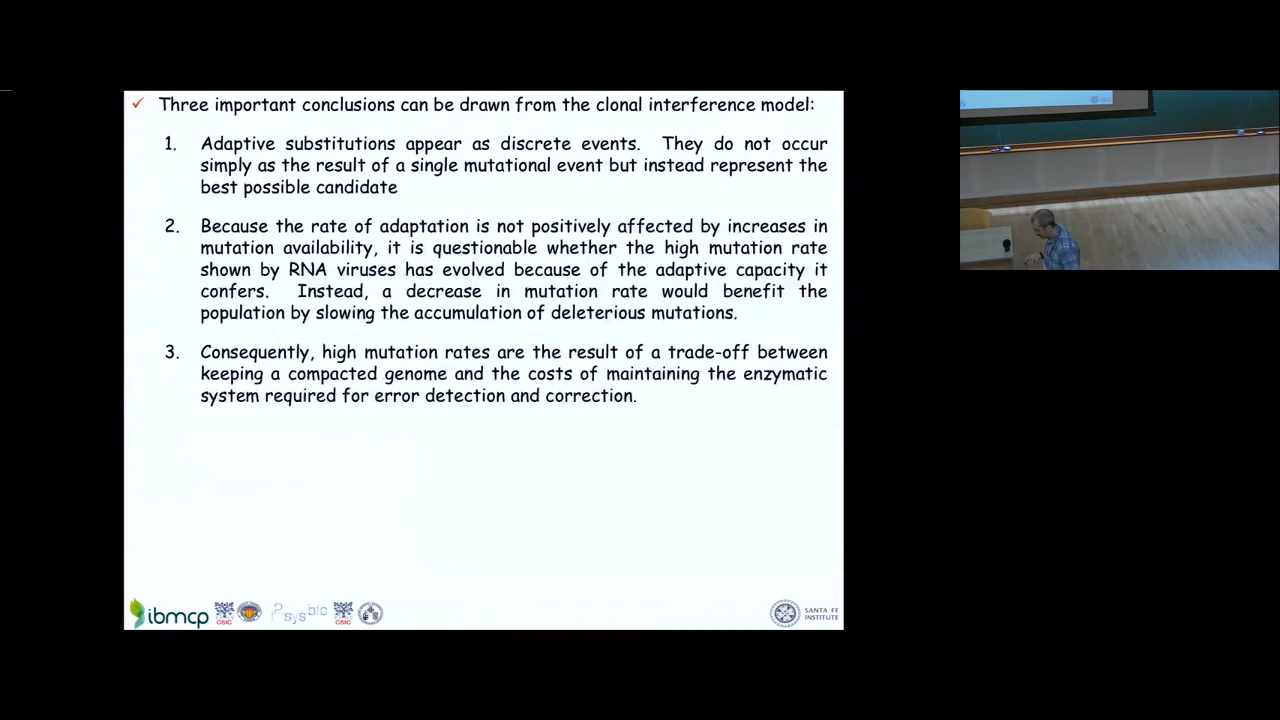 ✓ Three important conclusions can be drawn from the clonal interference model:
1. Adaptive substitutions appear as discrete events. They do not occur
simply as the result of a single mutational event but instead represent the
best possible candidate
2. Because the rate of adaptation is not positively affected by increases in
mutation availability, it is questionable whether the high mutation rate
shown by RNA viruses has evolved because of the adaptive capacity it
confers. Instead, a decrease in mutation rate would benefit the
population by slowing the accumulation of deleterious mutations.
3. Consequently, high mutation rates are the result of a trade-off between
keeping a compacted genome and the costs of maintaining the enzymatic
system required for error detection and correction.
ibmcp
CSIC
i2sysbio
CSIC
SANTA FE
INSTITUTE